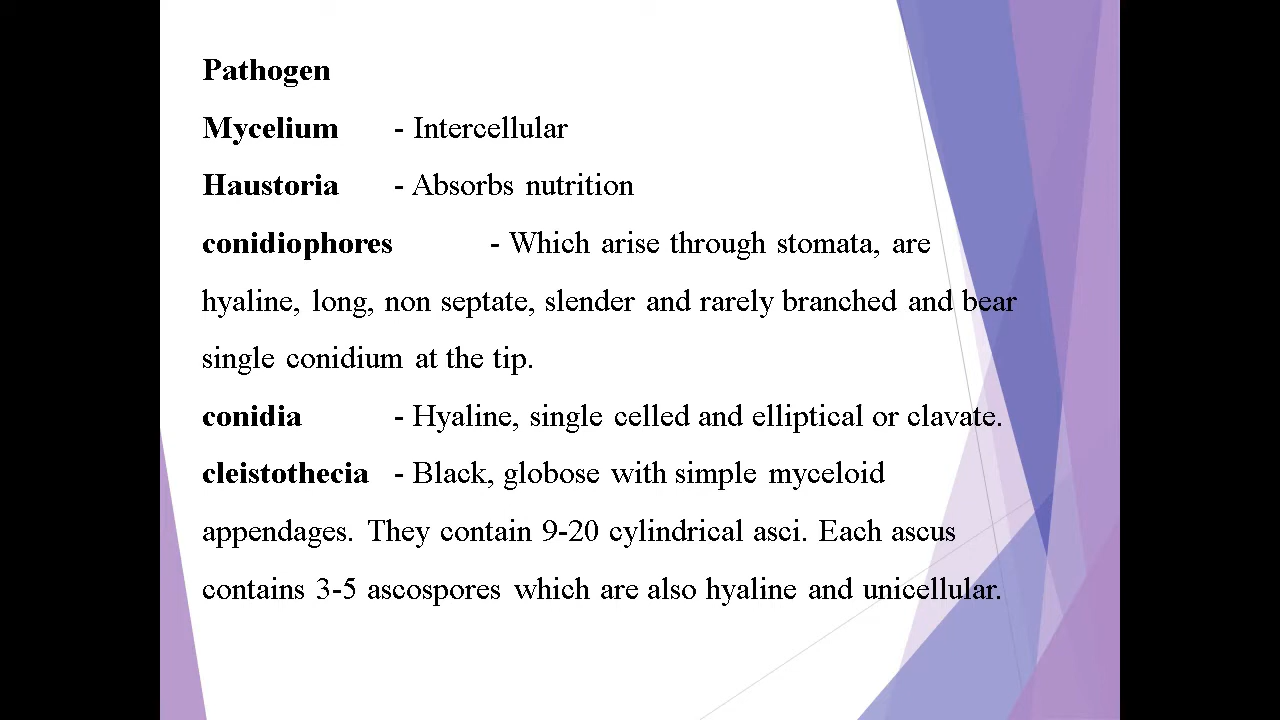 Pathogen
Mycelium - Intercellular
Haustoria - Absorbs nutrition
conidiophores - Which arise through stomata, are
hyaline, long, non septate, slender and rarely branched and bear
single conidium at the tip.
conidia - Hyaline, single celled and elliptical or clavate.
cleistothecia - Black, globose with simple myceloid
appendages. They contain 9-20 cylindrical asci. Each ascus
contains 3-5 ascospores which are also hyaline and unicellular.